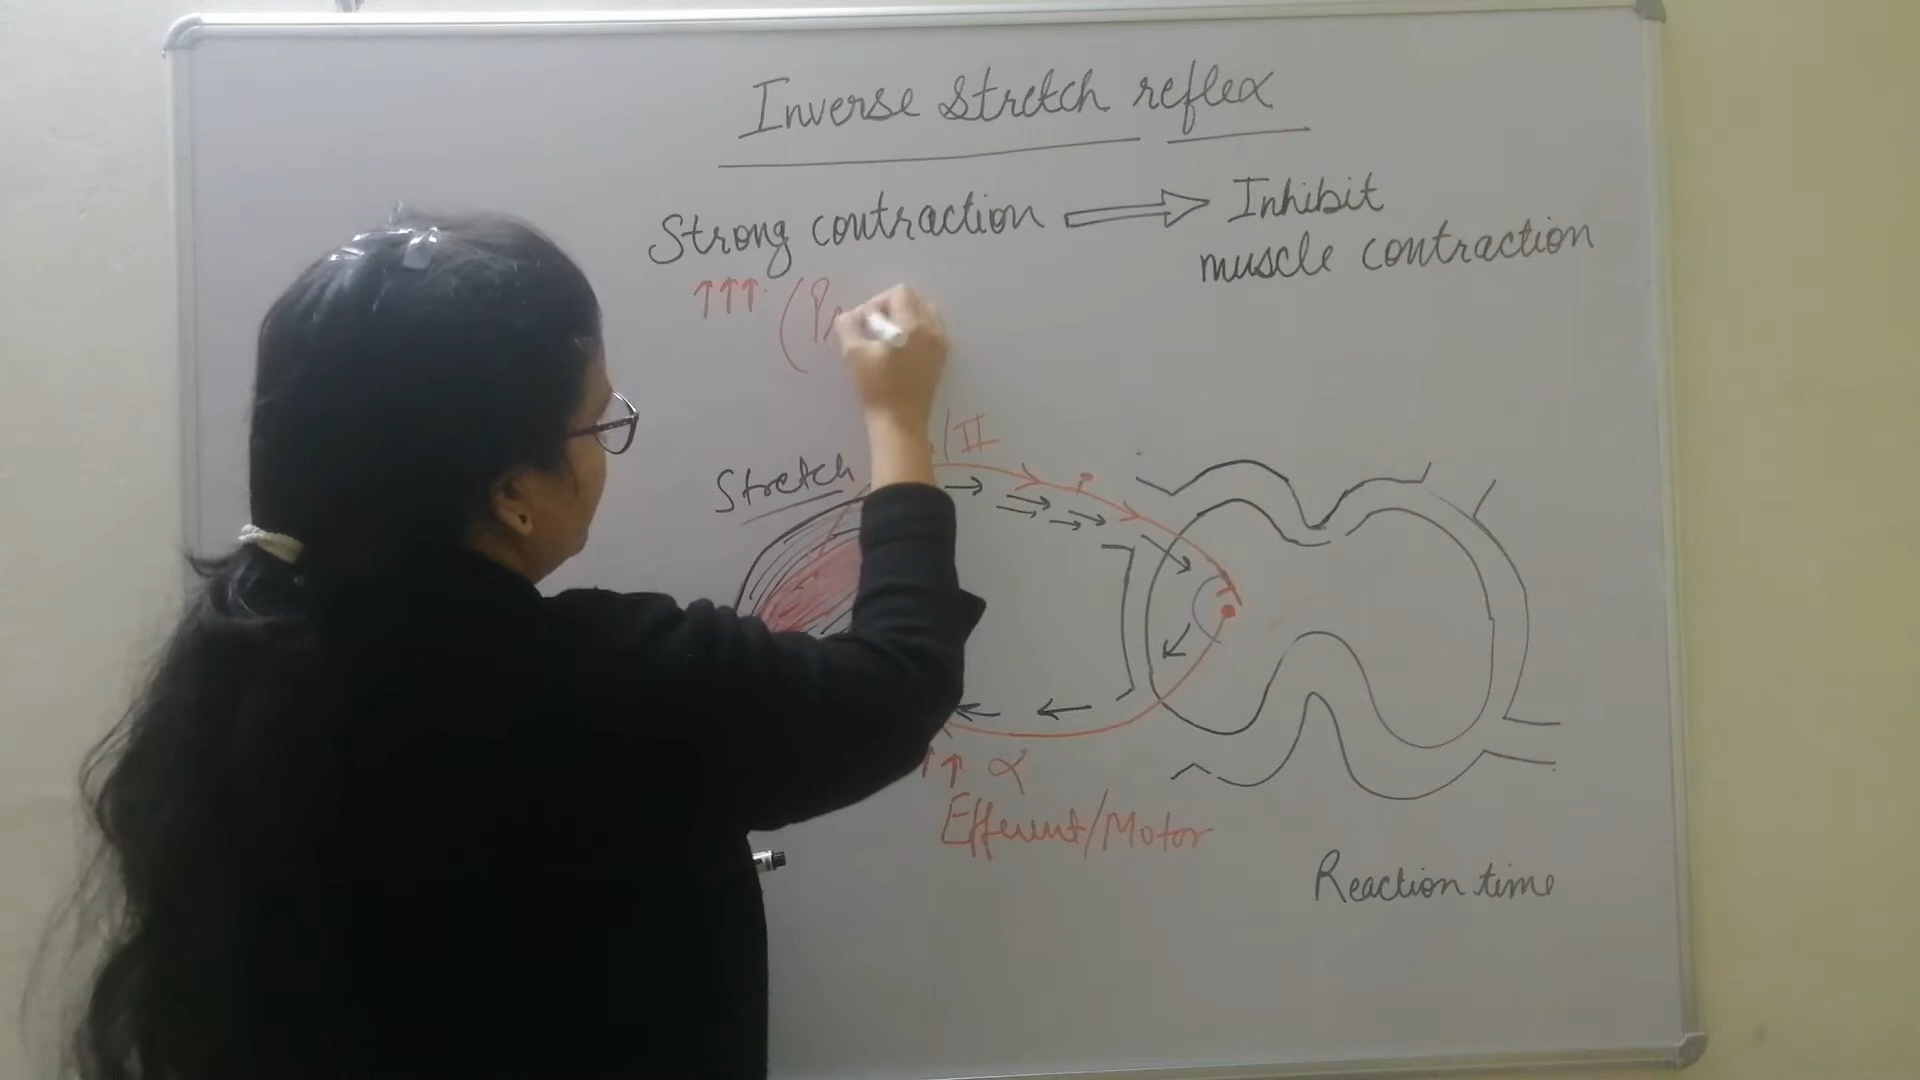 Inverse stretch reflex
Strong contraction ⇒ Inhibit
muscle contraction
↑↑↑ (P
/II
Stretch
↑↑ α
Efferent/Motor
Reaction time